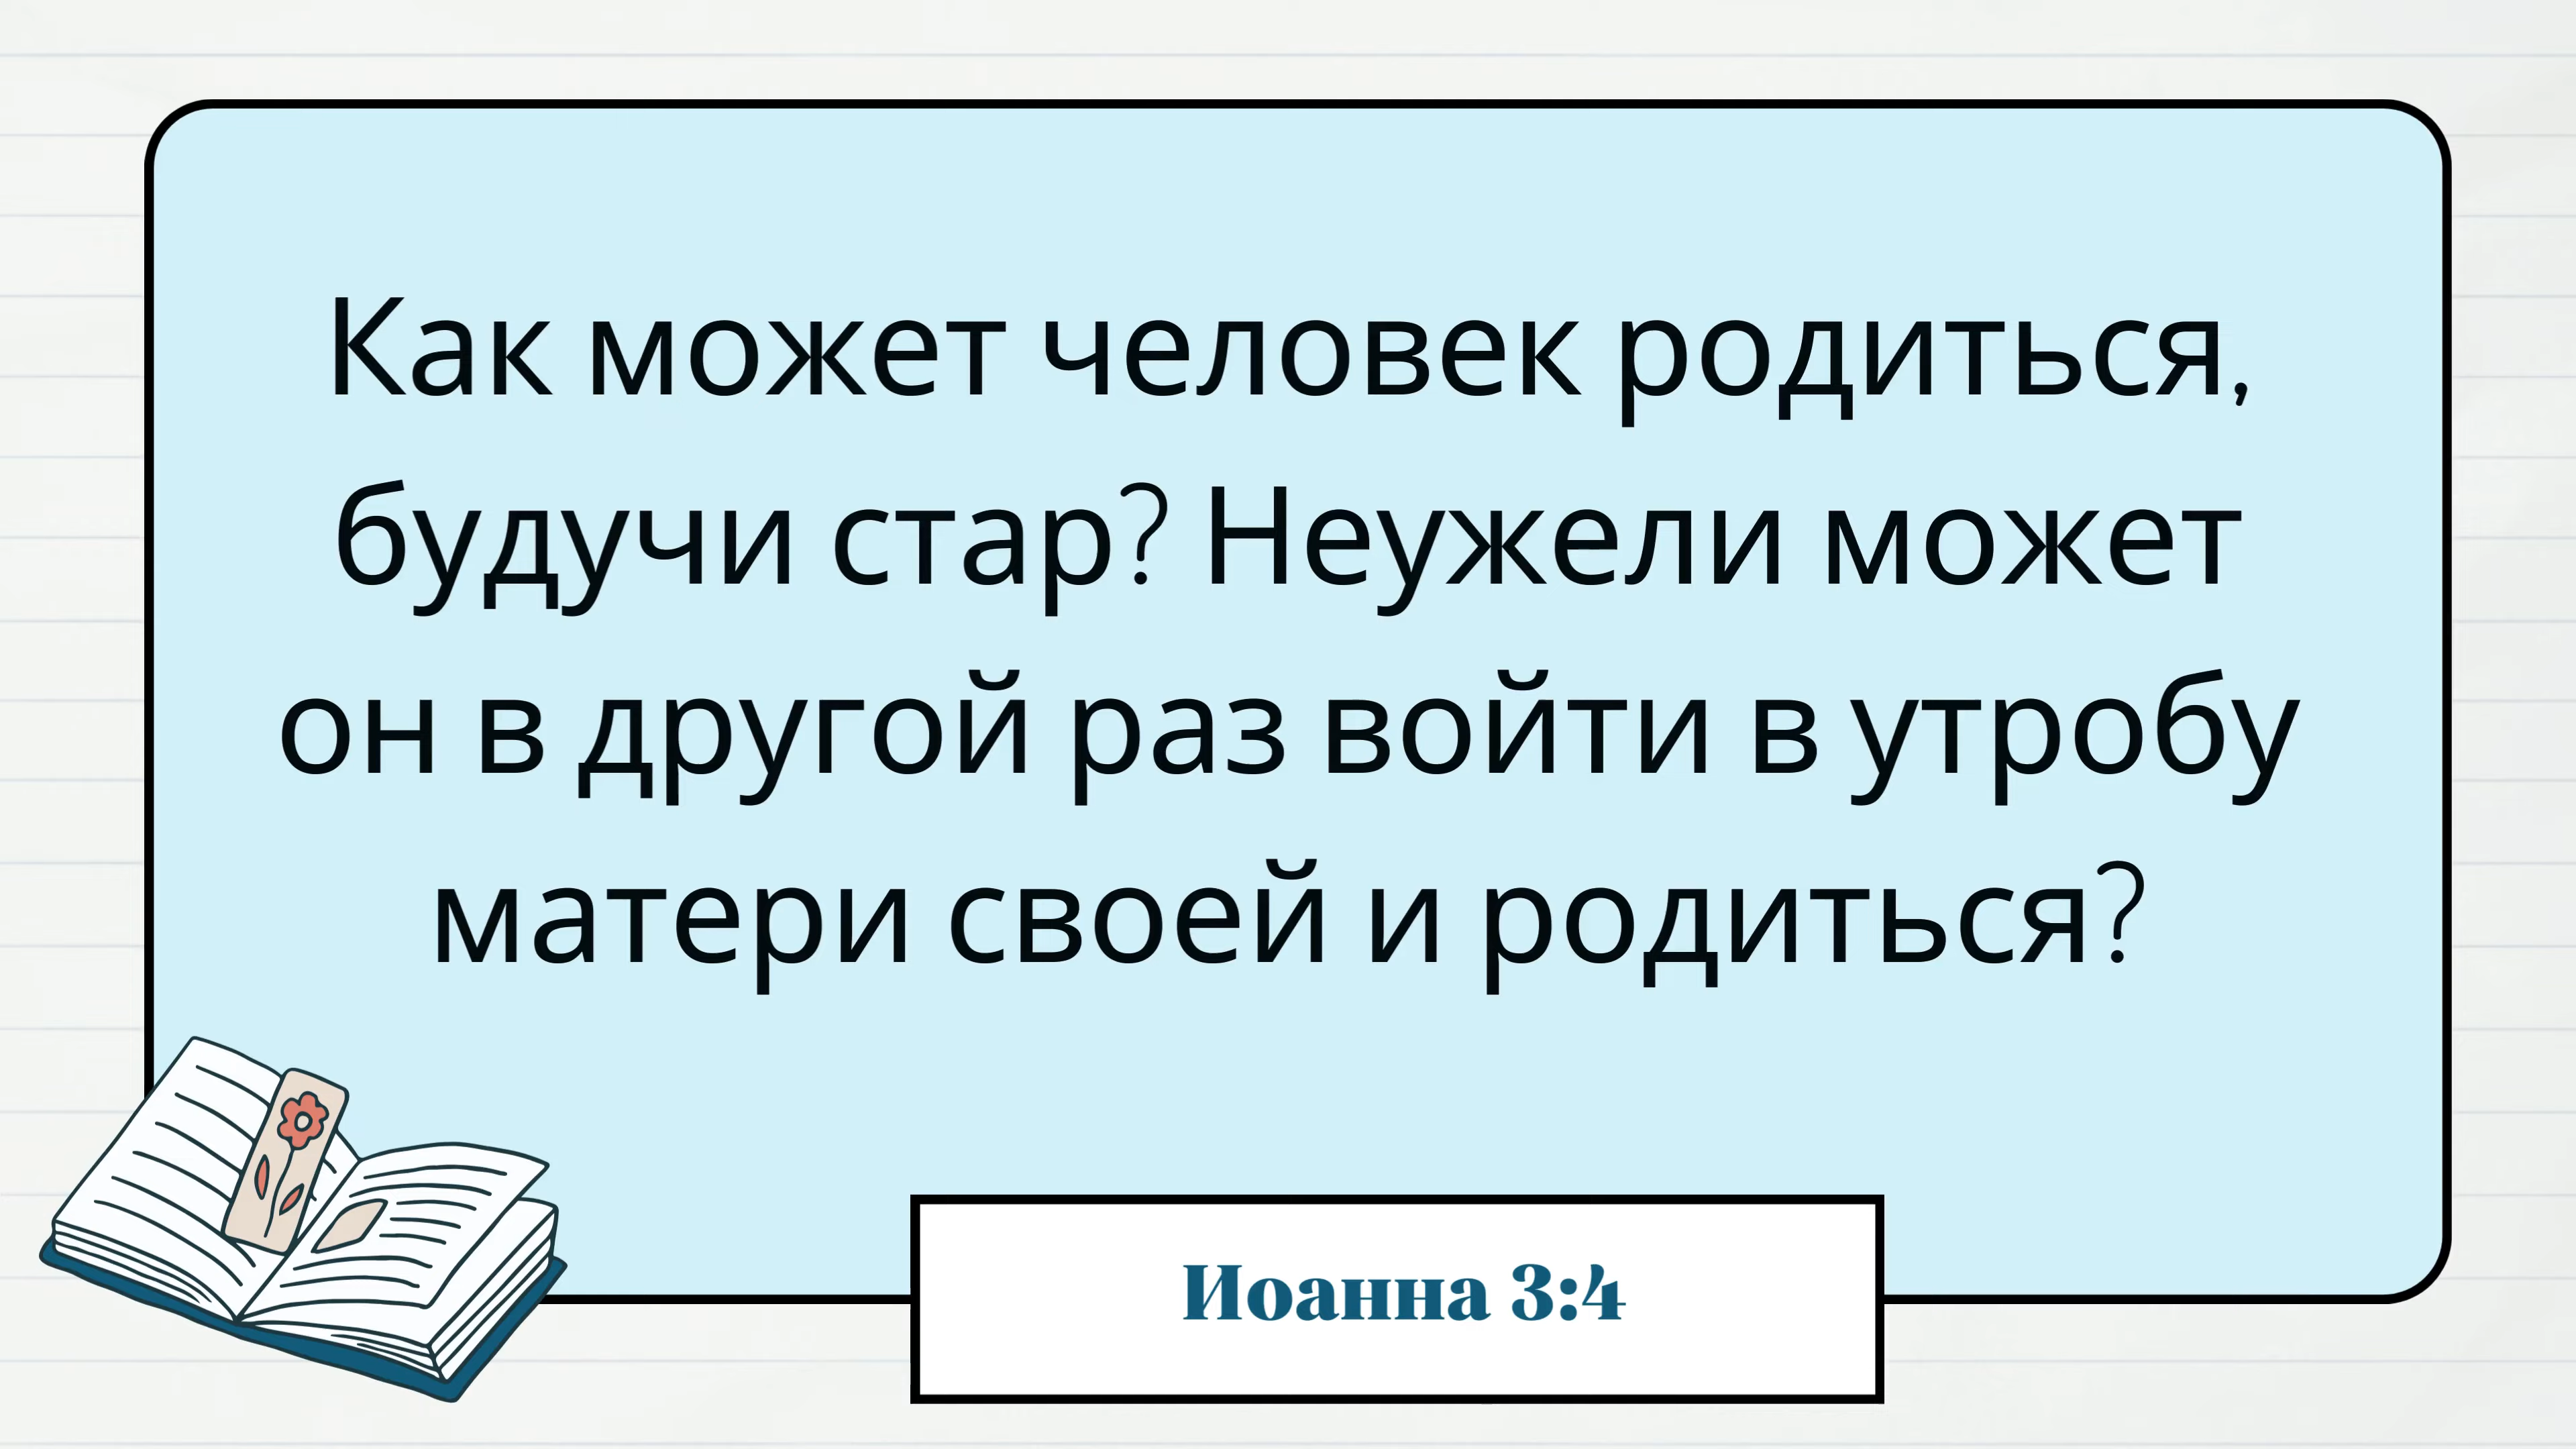 Как может человек родиться,
будучи стар? Неужели может
он в другой раз войти в утробу
матери своей и родиться?
Иоанна 3:4